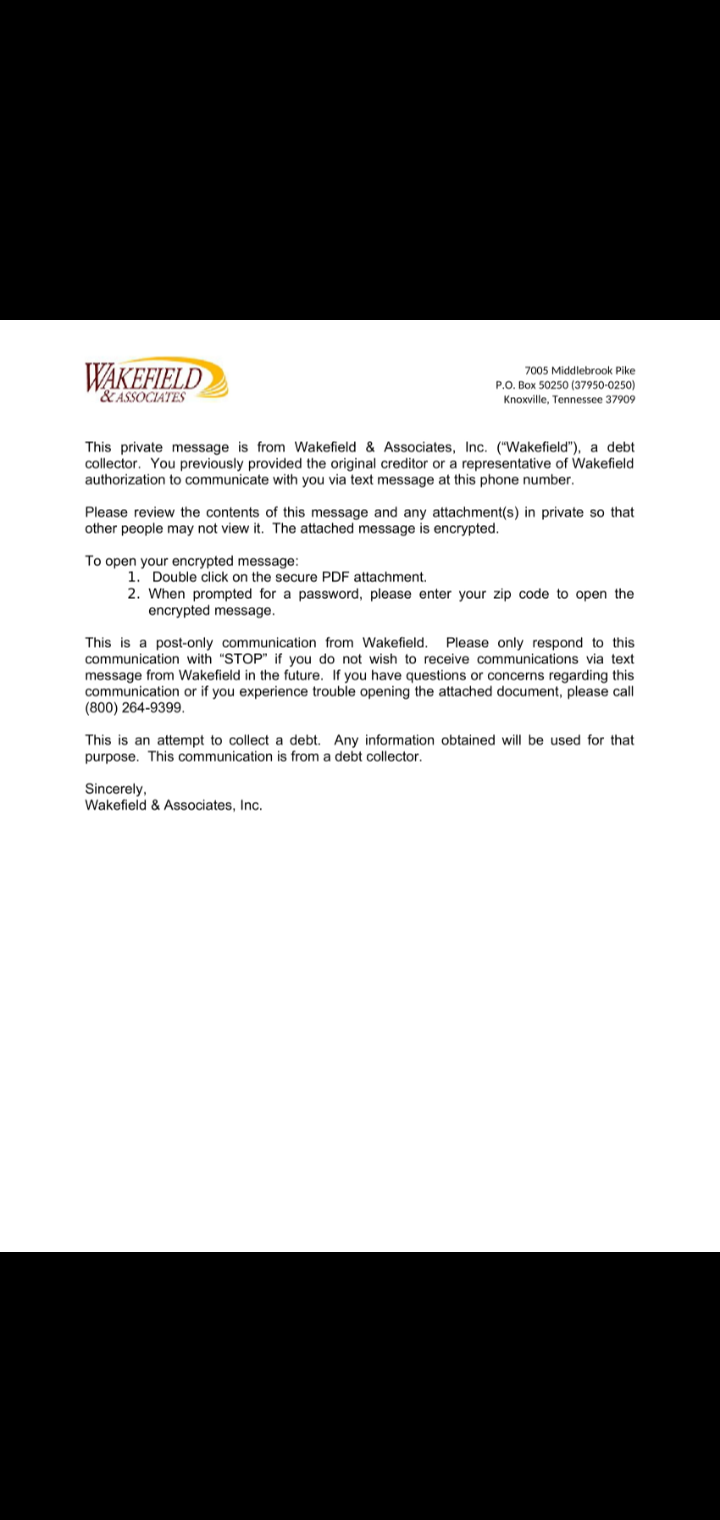 WAKEFIELD
& ASSOCIATES
7005 Middlebrook Pike
P.O. Box 50250 (37950-0250)
Knoxville, Tennessee 37909
This private message is from Wakefield & Associates, Inc. (“Wakefield”), a debt
collector. You previously provided the original creditor or a representative of Wakefield
authorization to communicate with you via text message at this phone number.
Please review the contents of this message and any attachment(s) in private so that
other people may not view it. The attached message is encrypted.
To open your encrypted message:
1. Double click on the secure PDF attachment.
2. When prompted for a password, please enter your zip code to open the
encrypted message.
This is a post-only communication from Wakefield. Please only respond to this
communication with “STOP” if you do not wish to receive communications via text
message from Wakefield in the future. If you have questions or concerns regarding this
communication or if you experience trouble opening the attached document, please call
(800) 264-9399.
This is an attempt to collect a debt. Any information obtained will be used for that
purpose. This communication is from a debt collector.
Sincerely,
Wakefield & Associates, Inc.